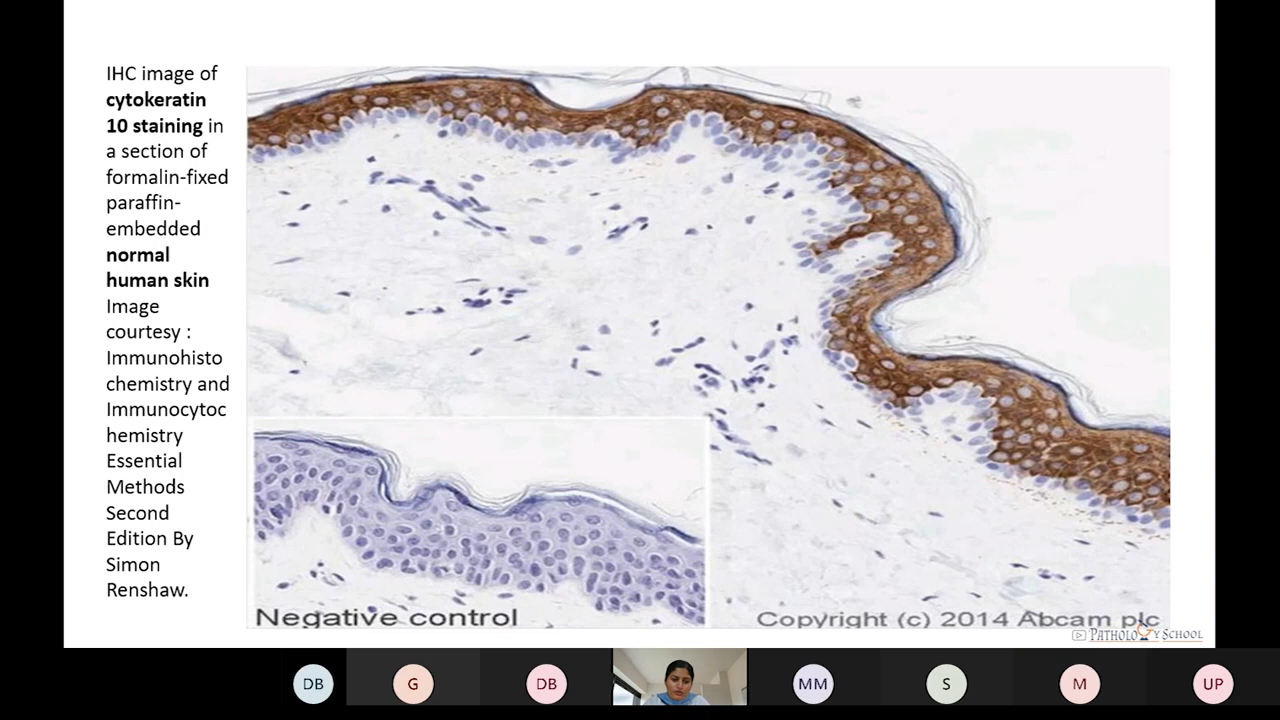 IHC image of
cytokeratin
10 staining in
a section of
formalin-fixed
paraffin-
embedded
normal
human skin
Image
courtesy :
Immunohisto
chemistry and
Immunocytoc
hemistry
Essential
Methods
Second
Edition By
Simon
Renshaw.
Negative control
Copyright (c) 2014 Abcam plc
PATHOLOGY SCHOOL
DB
G
DB
MM
S
M
UP